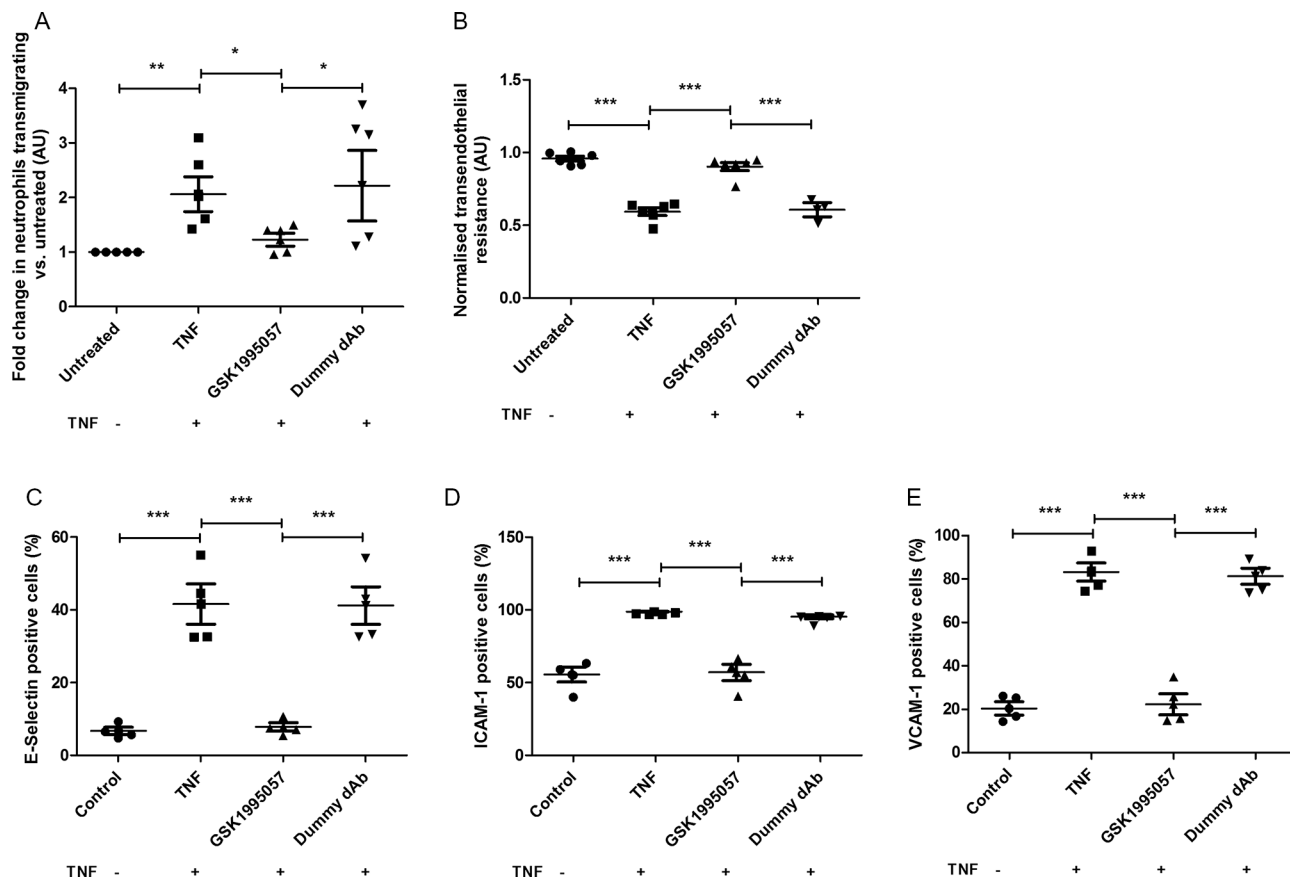 A
Fold change in neutrophils transmigrating
vs. untreated (AU)
4
3
2
1
0
**
*
*
Untreated
TNF
GSK1995057
Dummy dAb
TNF - + + +
B
Normalised transendothelial
resistance (AU)
1.5
1.0
0.5
0.0
***
***
***
Untreated
TNF
GSK1995057
Dummy dAb
TNF - + + +
C
E-Selectin positive cells (%)
60
40
20
0
***
***
***
Control
TNF
GSK1995057
Dummy dAb
TNF - + + +
D
ICAM-1 positive cells (%)
150
100
50
0
***
***
***
Control
TNF
GSK1995057
Dummy dAb
TNF - + + +
E
VCAM-1 positive cells (%)
100
80
60
40
20
0
***
***
***
Control
TNF
GSK1995057
Dummy dAb
TNF - + + +